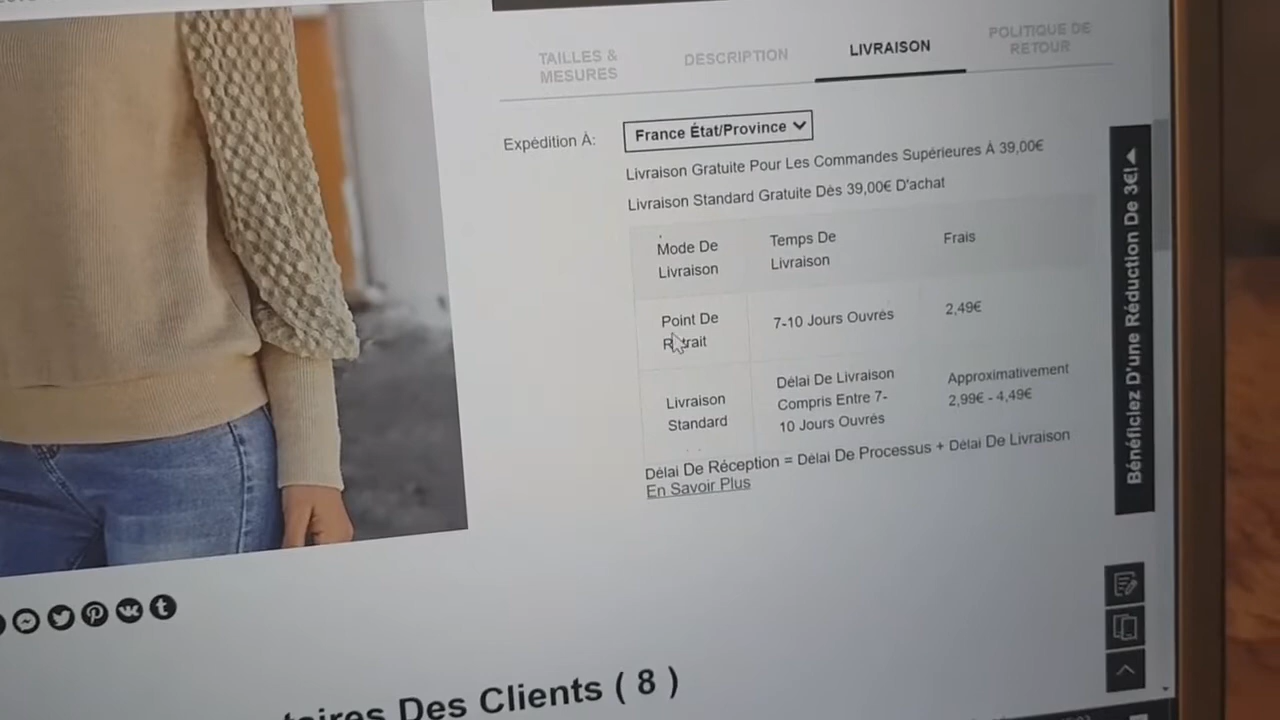 TAILLES &
MESURES
DESCRIPTION
LIVRAISON
POLITIQUE DE
RETOUR
Expédition À:
France État/Province
Livraison Gratuite Pour Les Commandes Supérieures À 39,00€
Livraison Standard Gratuite Dès 39,00€ D'achat
Mode De
Livraison
Temps De
Livraison
Frais
Point De
Retrait
7-10 Jours Ouvrés
2,49€
Livraison
Standard
Délai De Livraison
Compris Entre 7-
10 Jours Ouvrés
Approximativement
2,99€ - 4,49€
Délai De Réception = Délai De Processus + Délai De Livraison
En Savoir Plus
Bénéficiez D'une Réduction De 3€!
Des Clients ( 8 )